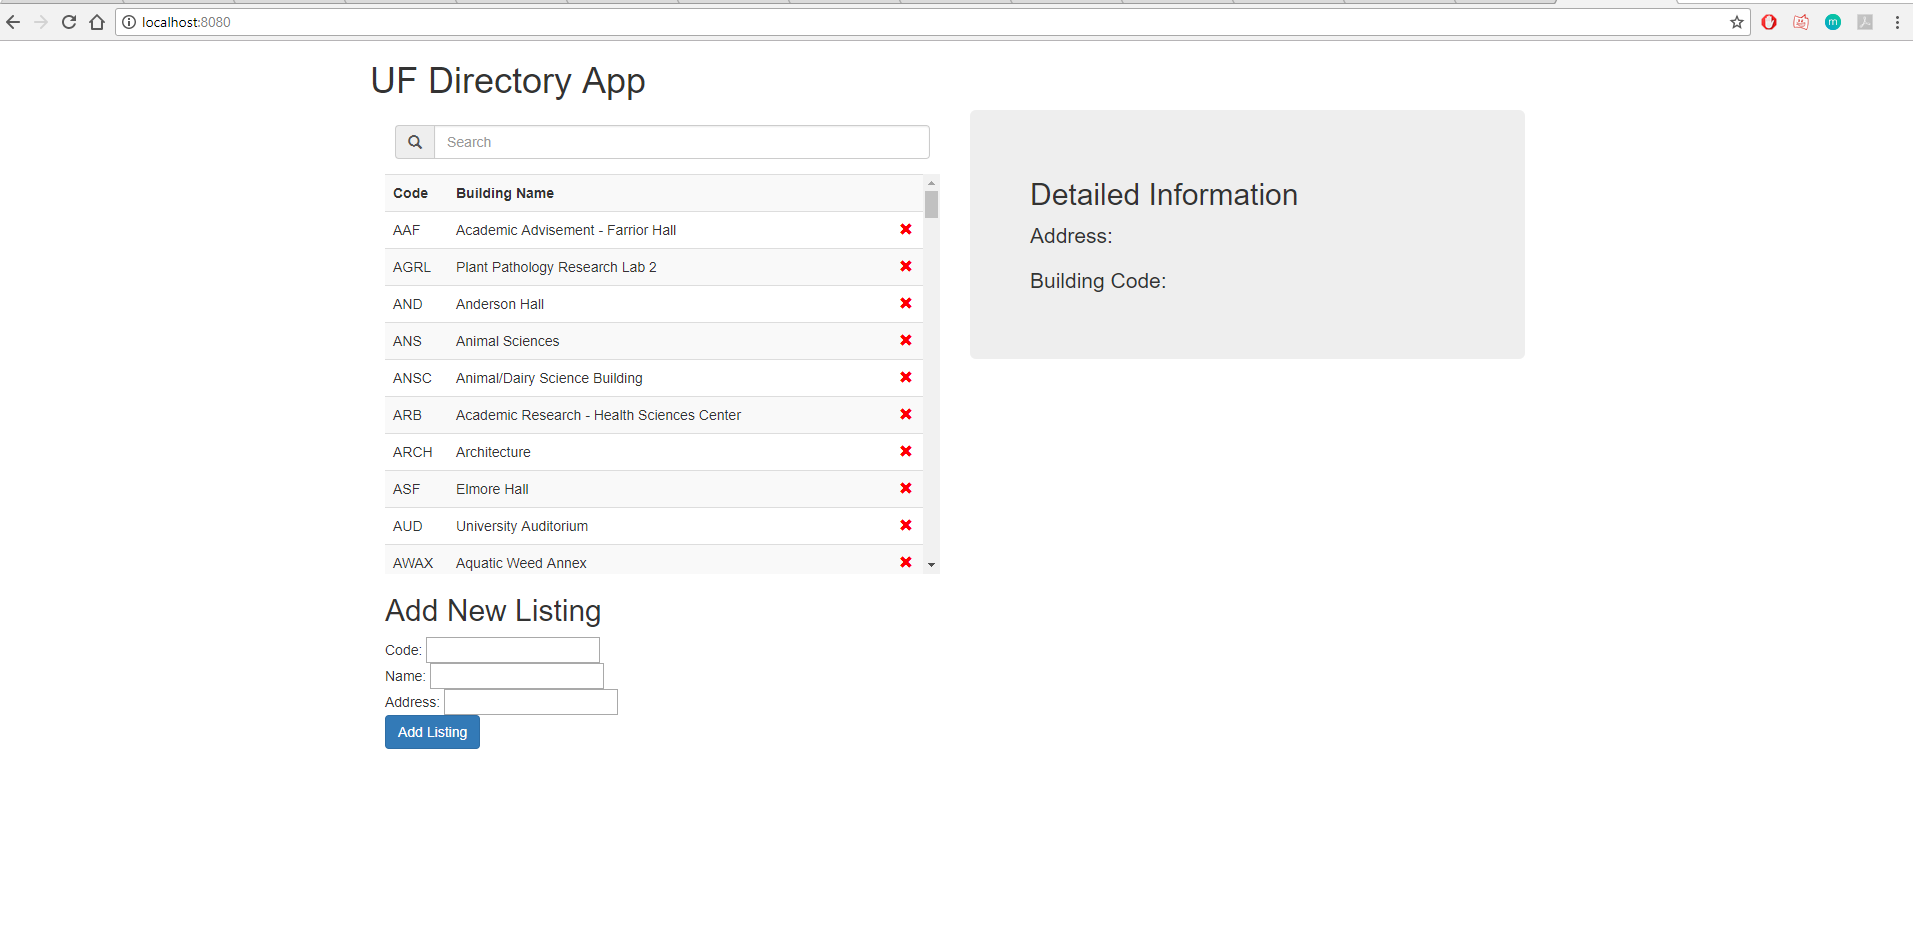 localhost:8080
UF Directory App
Search
Code Building Name
AAF Academic Advisement - Farrior Hall
AGRL Plant Pathology Research Lab 2
AND Anderson Hall
ANS Animal Sciences
ANSC Animal/Dairy Science Building
ARB Academic Research - Health Sciences Center
ARCH Architecture
ASF Elmore Hall
AUD University Auditorium
AWAX Aquatic Weed Annex
Add New Listing
Code:
Name:
Address:
Add Listing
Detailed Information
Address:
Building Code: